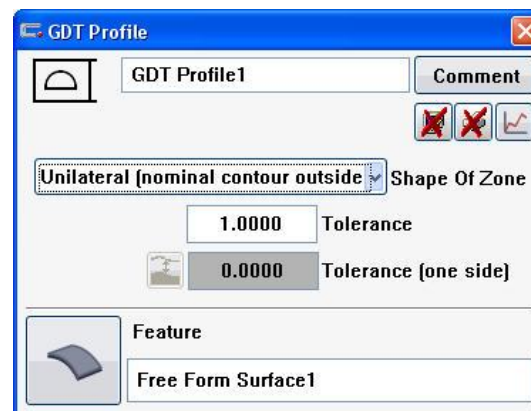 GDT Profile
GDT Profile1
Comment
Unilateral (nominal contour outside
Shape Of Zone
1.0000 Tolerance
0.0000 Tolerance (one side)
Feature
Free Form Surface1